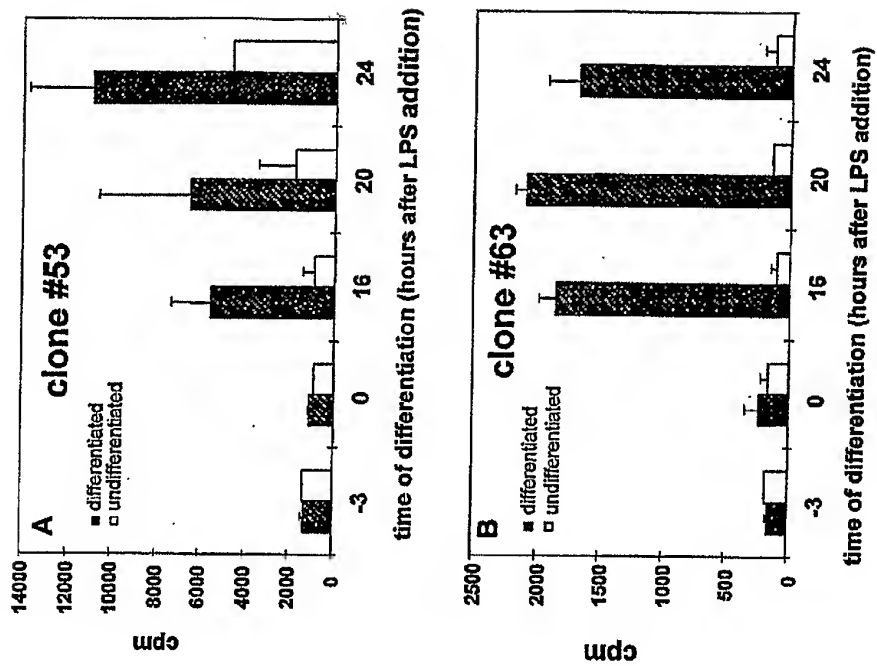 A
clone #53
differentiated
undifferentiated
cpm
14000
12000
10000
8000
6000
4000
2000
0
-3 0 16 20 24
time of differentiation (hours after LPS addition)
B
clone #63
differentiated
undifferentiated
cpm
2500
2000
1500
1000
500
0
-3 0 16 20 24
time of differentiation (hours after LPS addition)